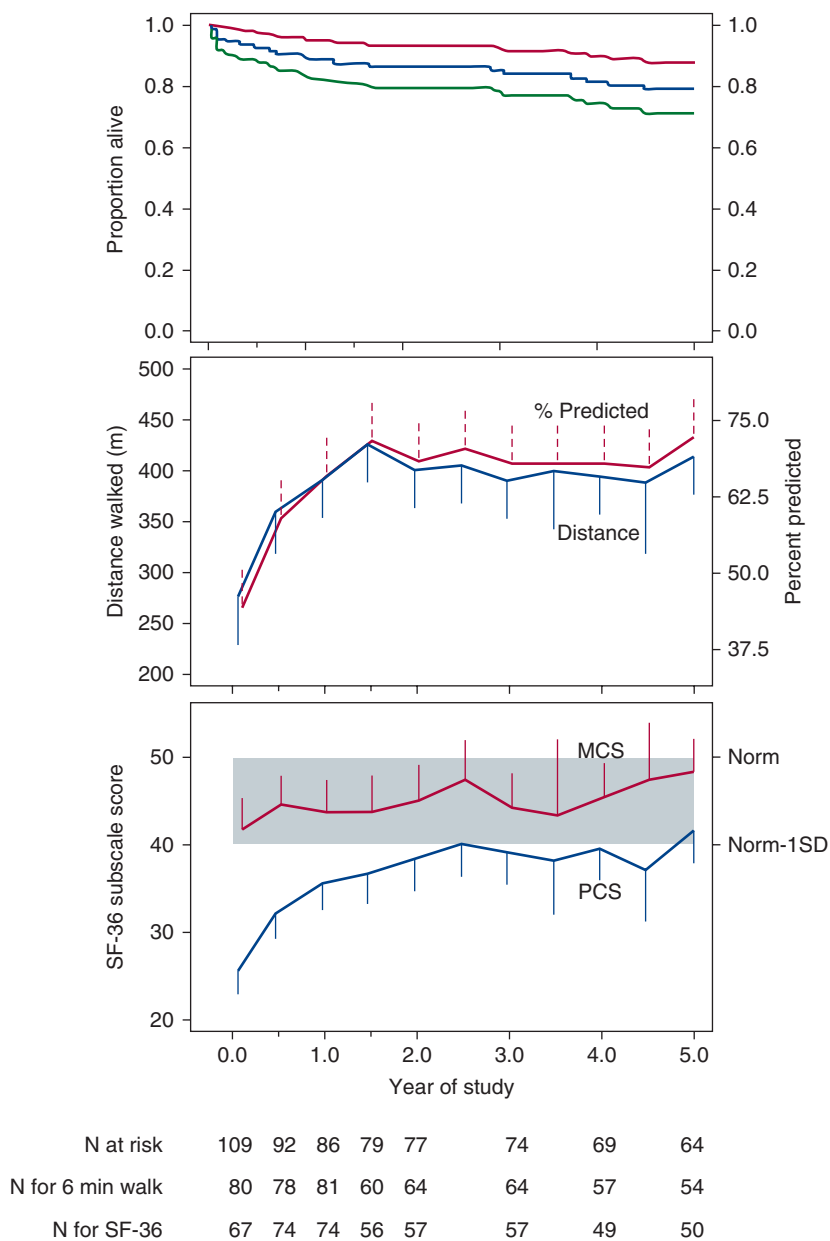 Proportion alive
1.0 1.0
0.8 0.8
0.6 0.6
0.4 0.4
0.2 0.2
0.0 0.0
Distance walked (m)
500
450
400
350
300
250
200
% Predicted
Distance
75.0
62.5
50.0
37.5
Percent predicted
SF-36 subscale score
50
40
30
20
MCS
PCS
Norm
Norm-1SD
0.0 1.0 2.0 3.0 4.0 5.0
Year of study
N at risk 109 92 86 79 77 74 69 64
N for 6 min walk 80 78 81 60 64 64 57 54
N for SF-36 67 74 74 56 57 57 49 50